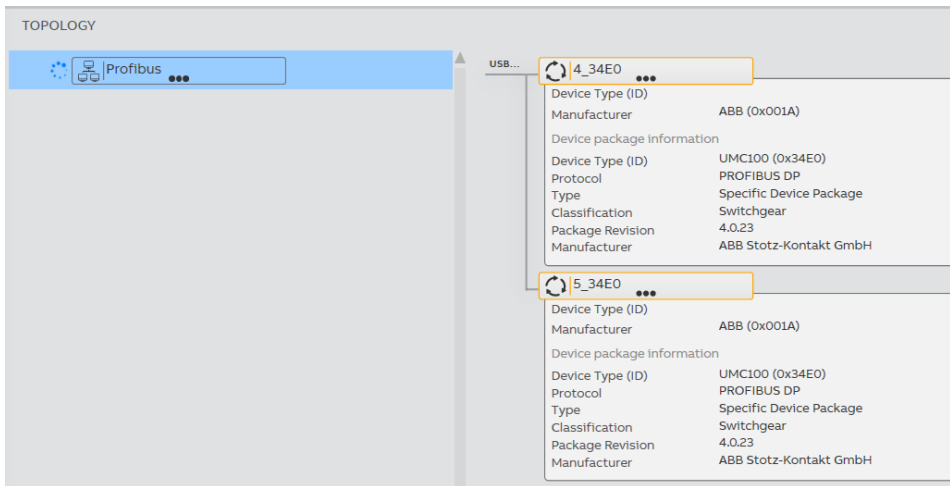 TOPOLOGY
Profibus
USB...
4_34E0
Device Type (ID)
Manufacturer ABB (0x001A)
Device package information
Device Type (ID) UMC100 (0x34E0)
Protocol PROFIBUS DP
Type Specific Device Package
Classification Switchgear
Package Revision 4.0.23
Manufacturer ABB Stotz-Kontakt GmbH
5_34E0
Device Type (ID)
Manufacturer ABB (0x001A)
Device package information
Device Type (ID) UMC100 (0x34E0)
Protocol PROFIBUS DP
Type Specific Device Package
Classification Switchgear
Package Revision 4.0.23
Manufacturer ABB Stotz-Kontakt GmbH